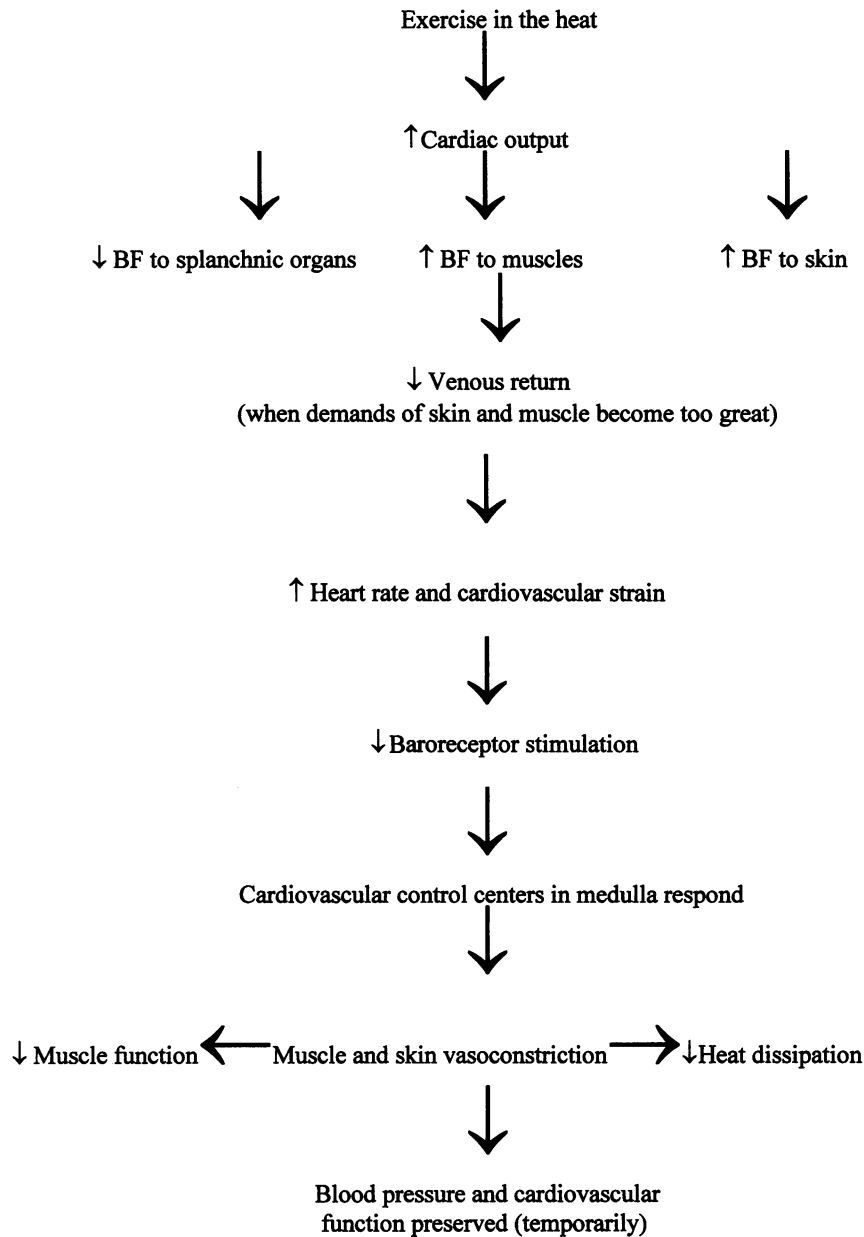 Exercise in the heat
↑ Cardiac output
↓ BF to splanchnic organs ↑ BF to muscles ↑ BF to skin
↓ Venous return
(when demands of skin and muscle become too great)
↑ Heart rate and cardiovascular strain
↓ Baroreceptor stimulation
Cardiovascular control centers in medulla respond
↓ Muscle function Muscle and skin vasoconstriction ↓ Heat dissipation
Blood pressure and cardiovascular
function preserved (temporarily)